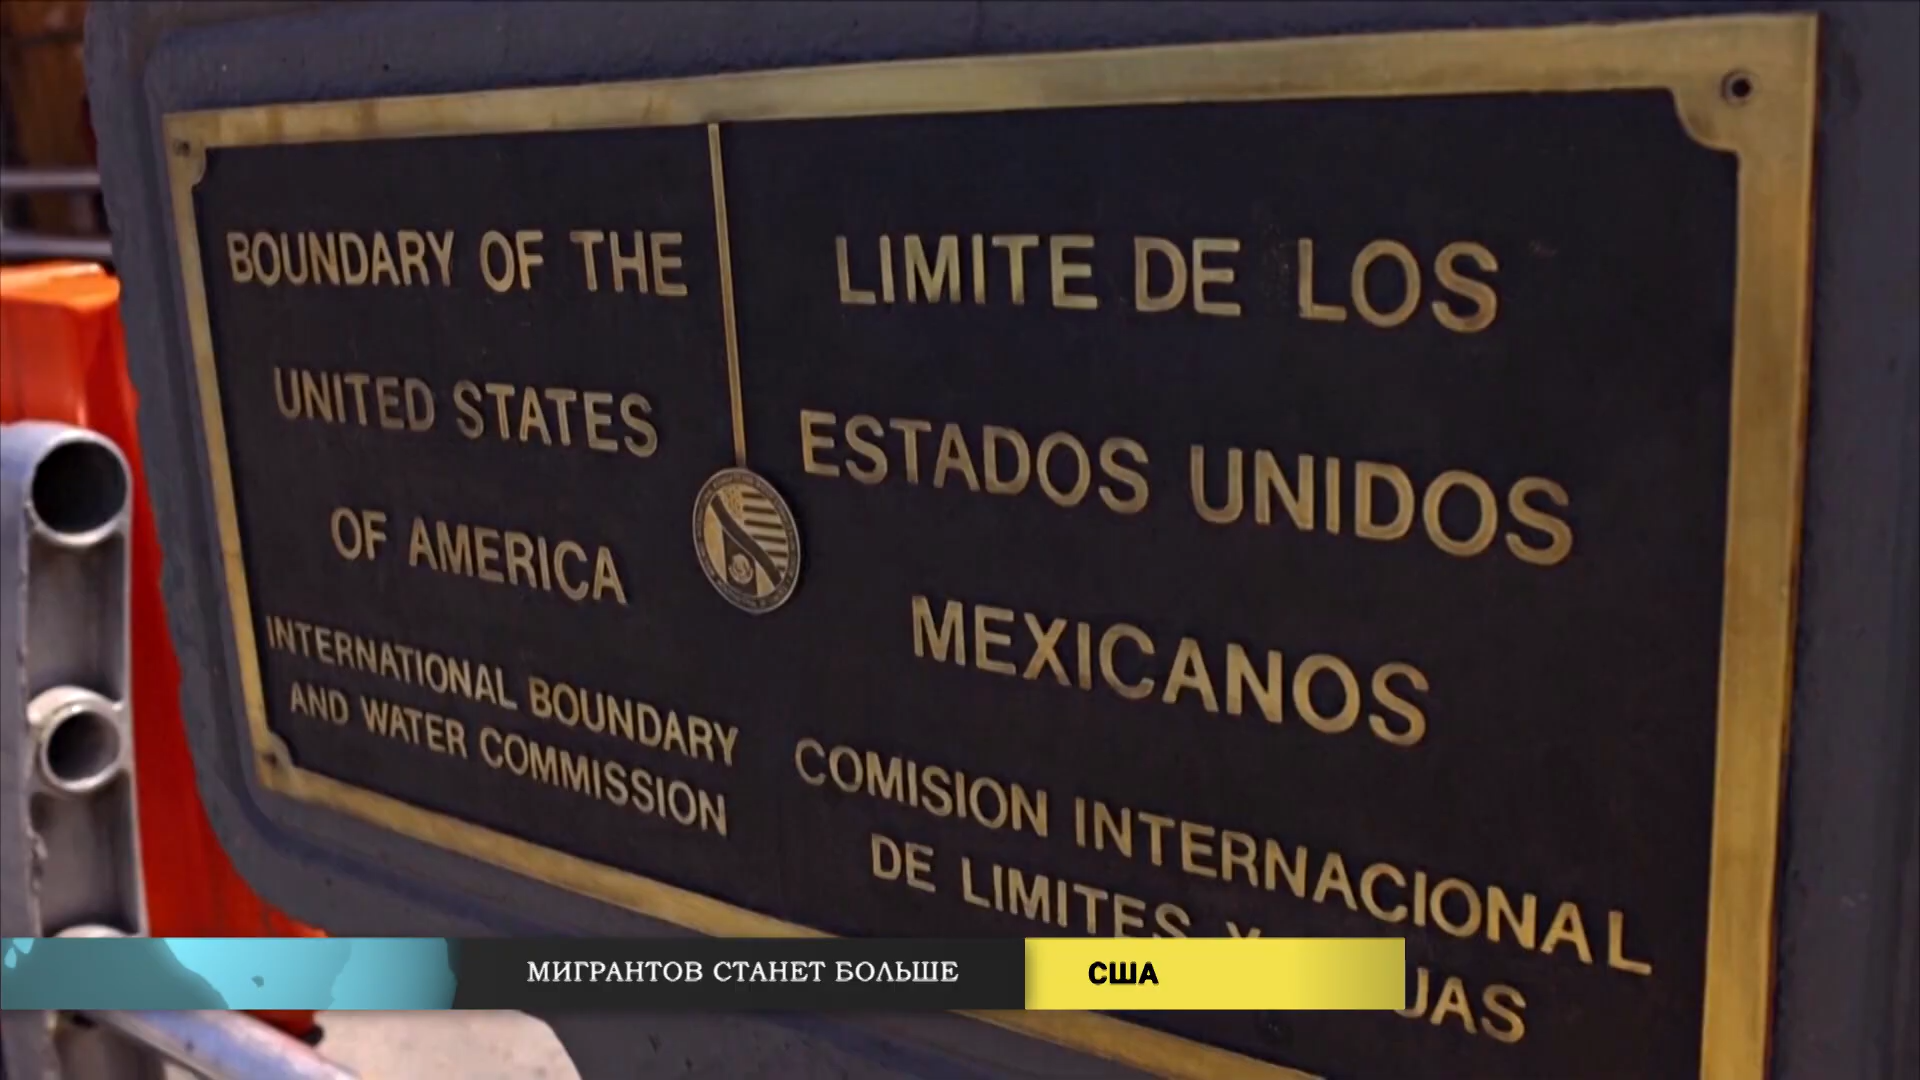 BOUNDARY OF THE
UNITED STATES
OF AMERICA
INTERNATIONAL BOUNDARY
AND WATER COMMISSION
LIMITE DE LOS
ESTADOS UNIDOS
MEXICANOS
COMISION INTERNACIONAL
DE LIMITES Y
МИГРАНТОВ СТАНЕТ БОЛЬШЕ
США